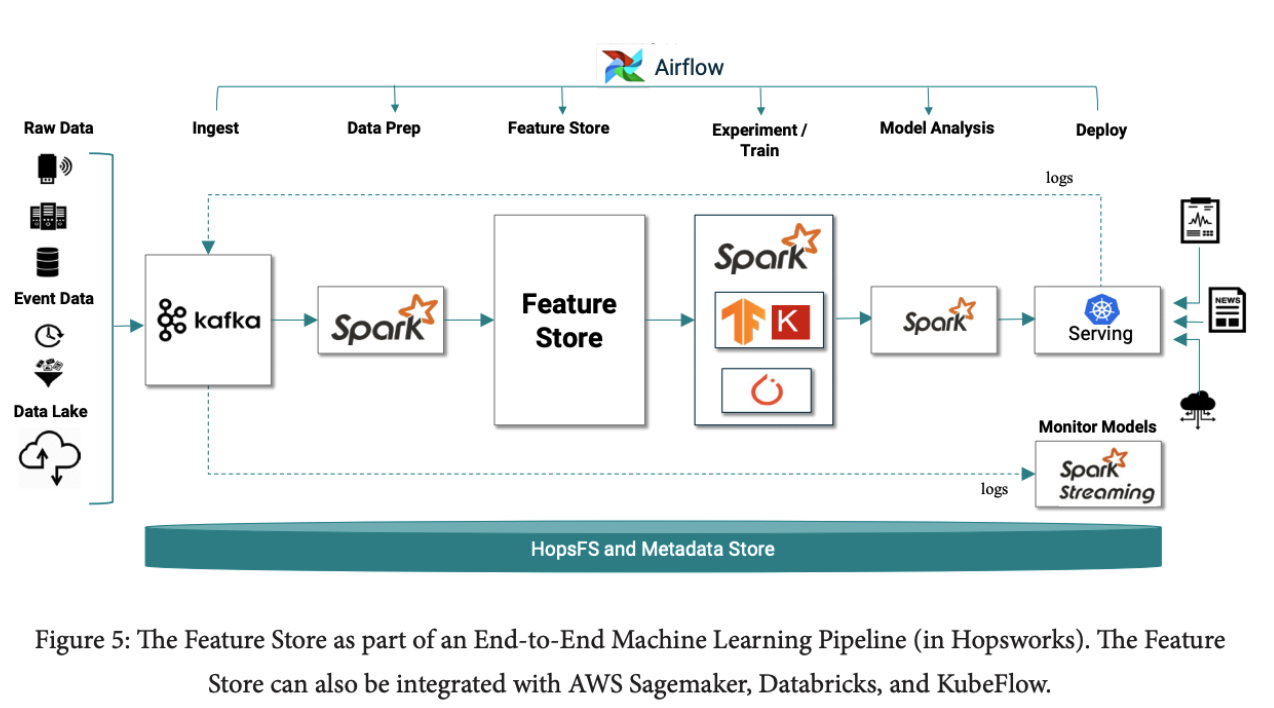 Airflow
Raw Data
Ingest
Data Prep
Feature Store
Experiment /
Train
Model Analysis
Deploy
logs
Event Data
Data Lake
kafka
Spark
Feature
Store
Spark
TF
K
Spark
Serving
NEWS
Monitor Models
Spark
Streaming
logs
HopsFS and Metadata Store
Figure 5: The Feature Store as part of an End-to-End Machine Learning Pipeline (in Hopsworks). The Feature
Store can also be integrated with AWS Sagemaker, Databricks, and KubeFlow.